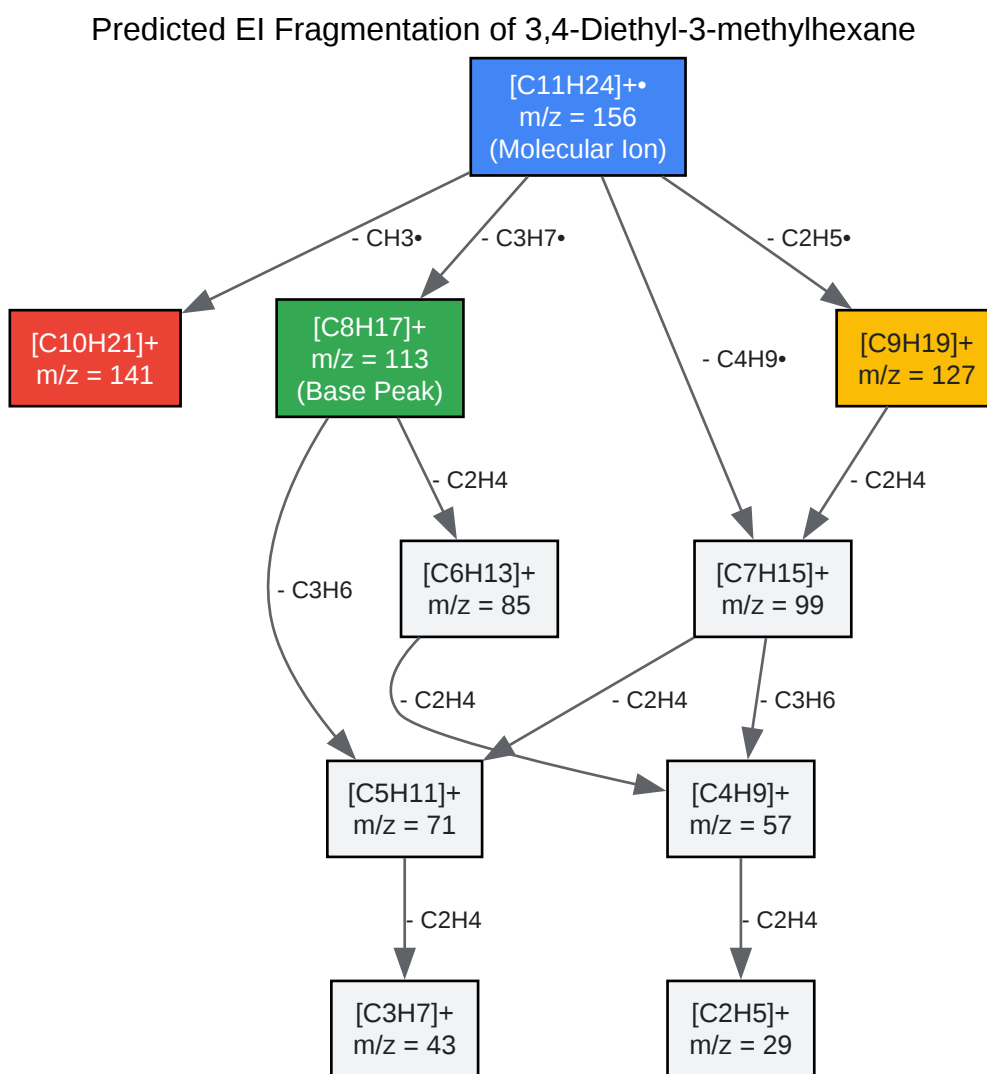 Predicted EI Fragmentation of 3,4-Diethyl-3-methylhexane
[C11H24]+•
m/z = 156
(Molecular Ion)
- CH3•
- C3H7•
- C2H5•
[C10H21]+
m/z = 141
[C8H17]+
m/z = 113
(Base Peak)
- C4H9•
[C9H19]+
m/z = 127
- C2H4
- C2H4
- C3H6
[C6H13]+
m/z = 85
[C7H15]+
m/z = 99
- C2H4
- C2H4
- C3H6
[C5H11]+
m/z = 71
[C4H9]+
m/z = 57
- C2H4
- C2H4
[C3H7]+
m/z = 43
[C2H5]+
m/z = 29